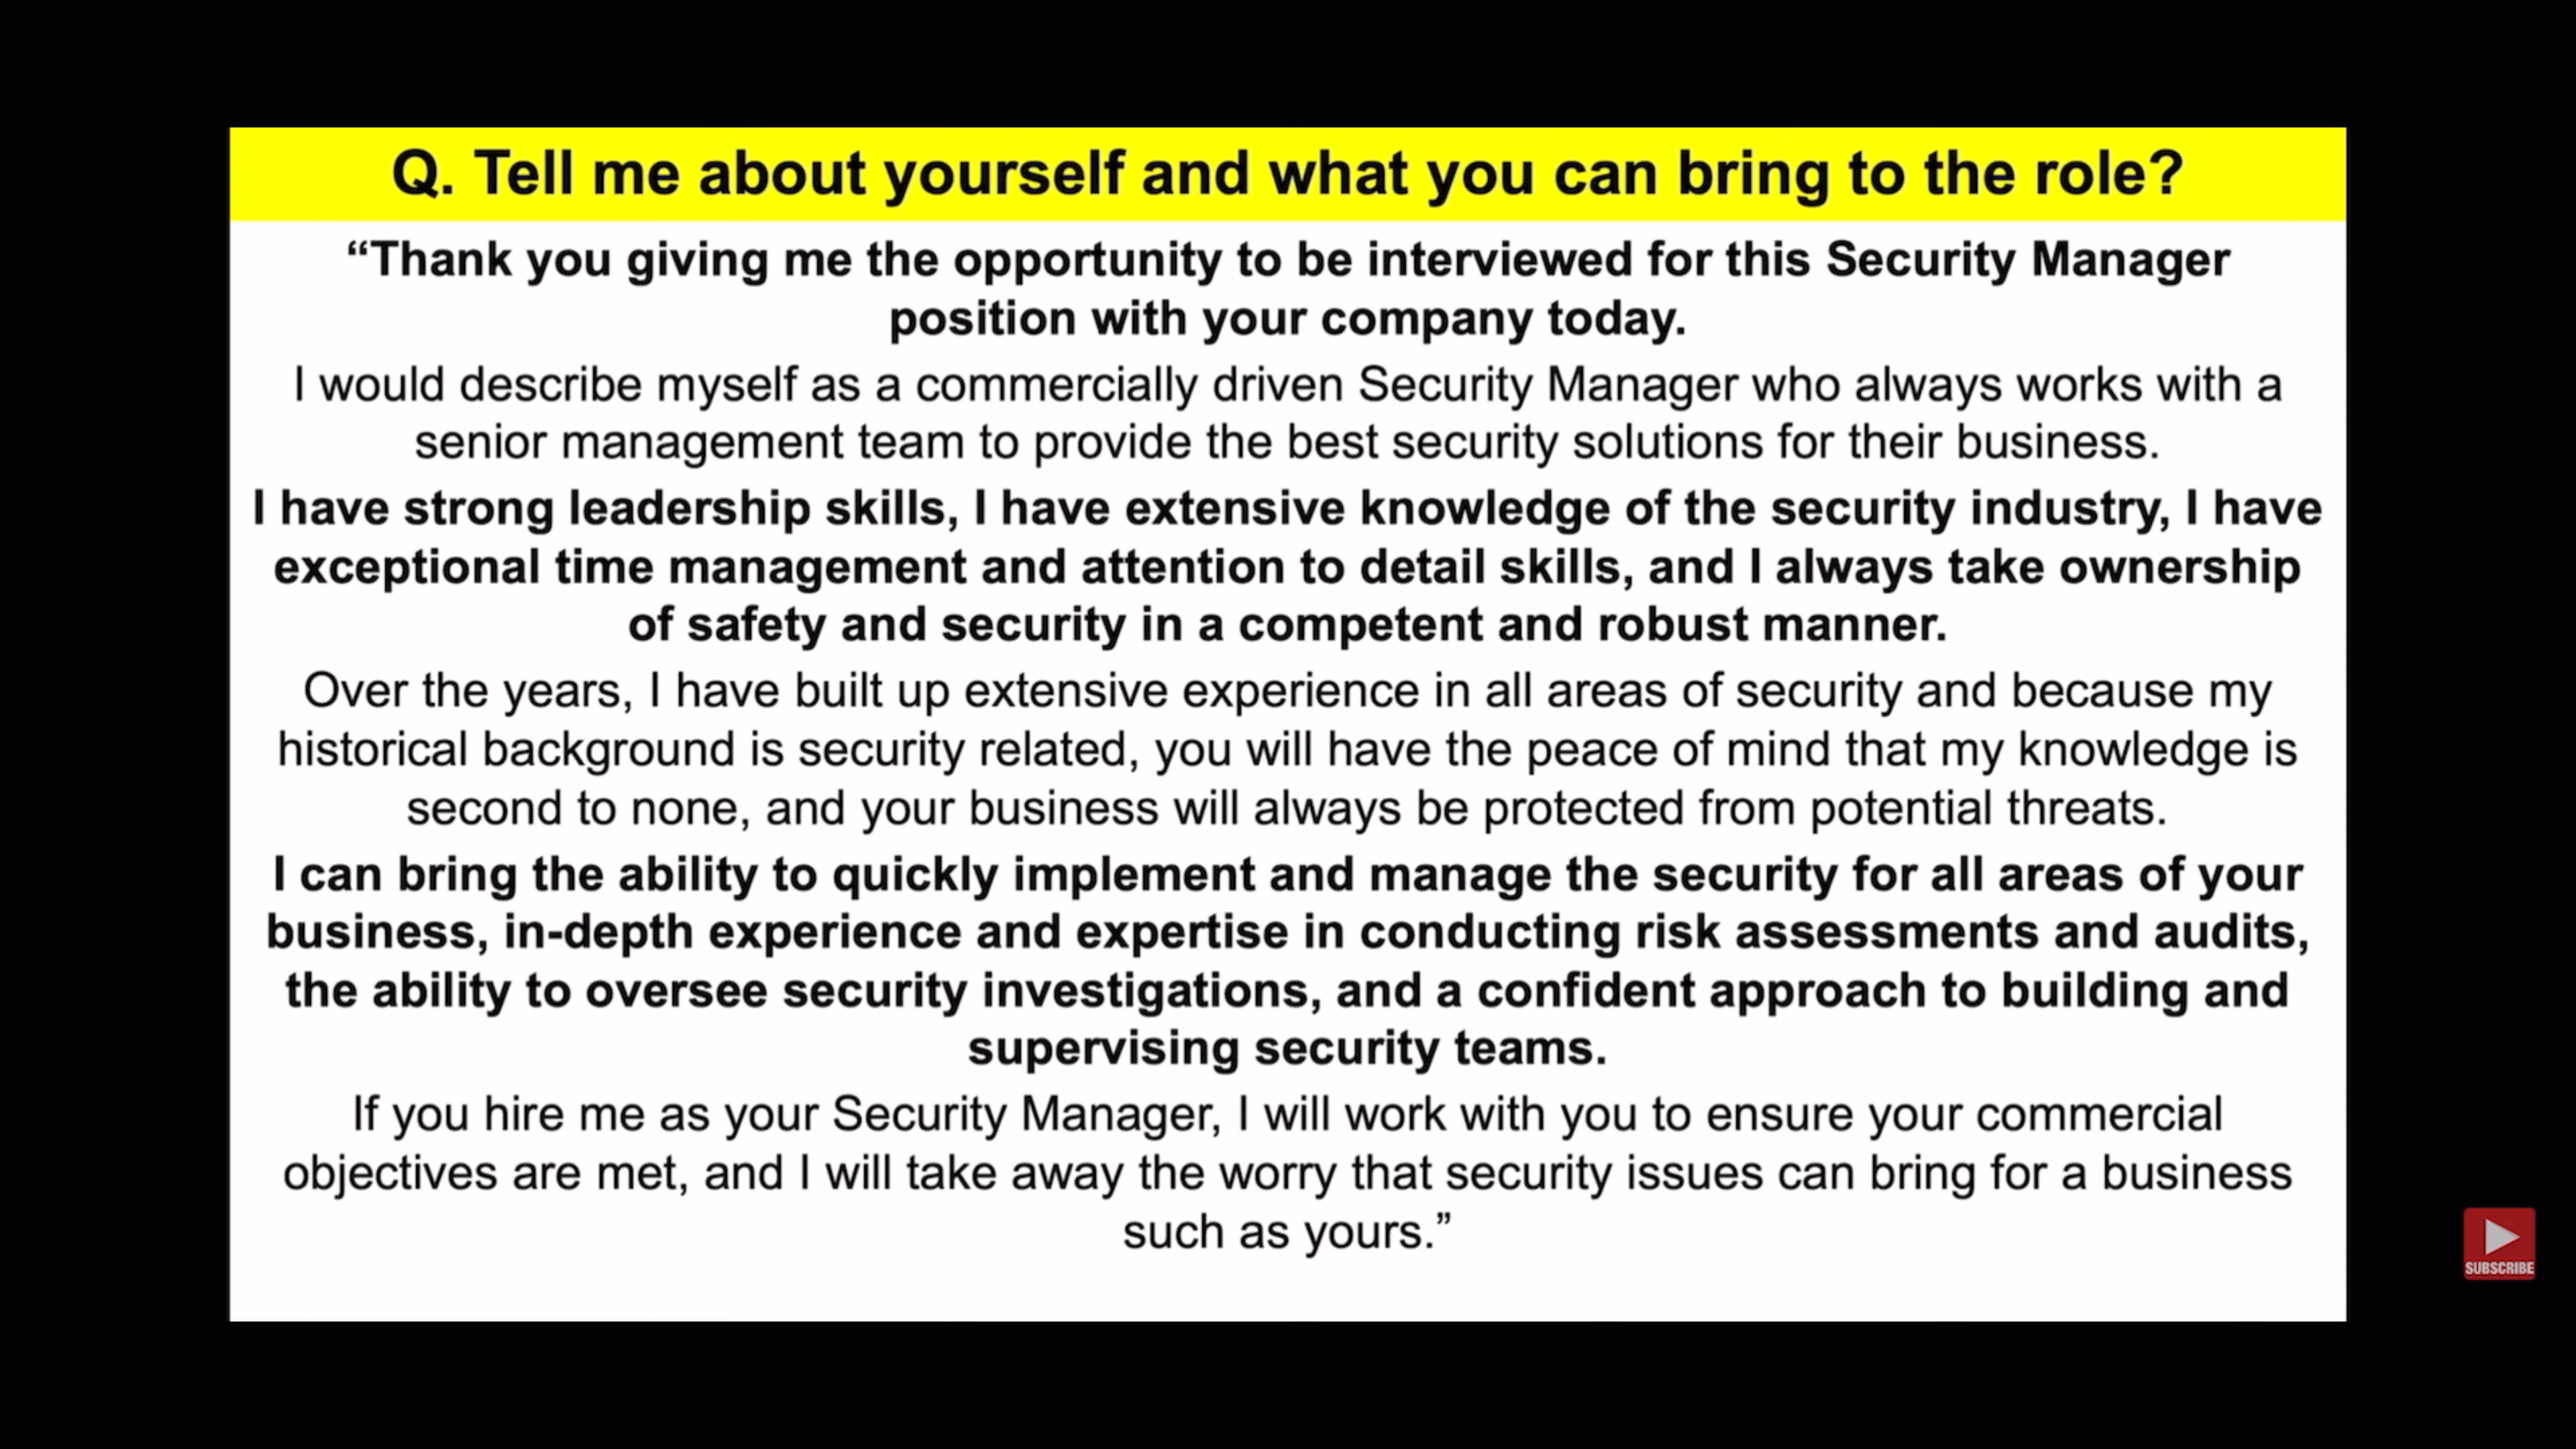 Q. Tell me about yourself and what you can bring to the role?
“Thank you giving me the opportunity to be interviewed for this Security Manager
position with your company today.
I would describe myself as a commercially driven Security Manager who always works with a
senior management team to provide the best security solutions for their business.
I have strong leadership skills, I have extensive knowledge of the security industry, I have
exceptional time management and attention to detail skills, and I always take ownership
of safety and security in a competent and robust manner.
Over the years, I have built up extensive experience in all areas of security and because my
historical background is security related, you will have the peace of mind that my knowledge is
second to none, and your business will always be protected from potential threats.
I can bring the ability to quickly implement and manage the security for all areas of your
business, in-depth experience and expertise in conducting risk assessments and audits,
the ability to oversee security investigations, and a confident approach to building and
supervising security teams.
If you hire me as your Security Manager, I will work with you to ensure your commercial
objectives are met, and I will take away the worry that security issues can bring for a business
such as yours.”
SUBSCRIBE